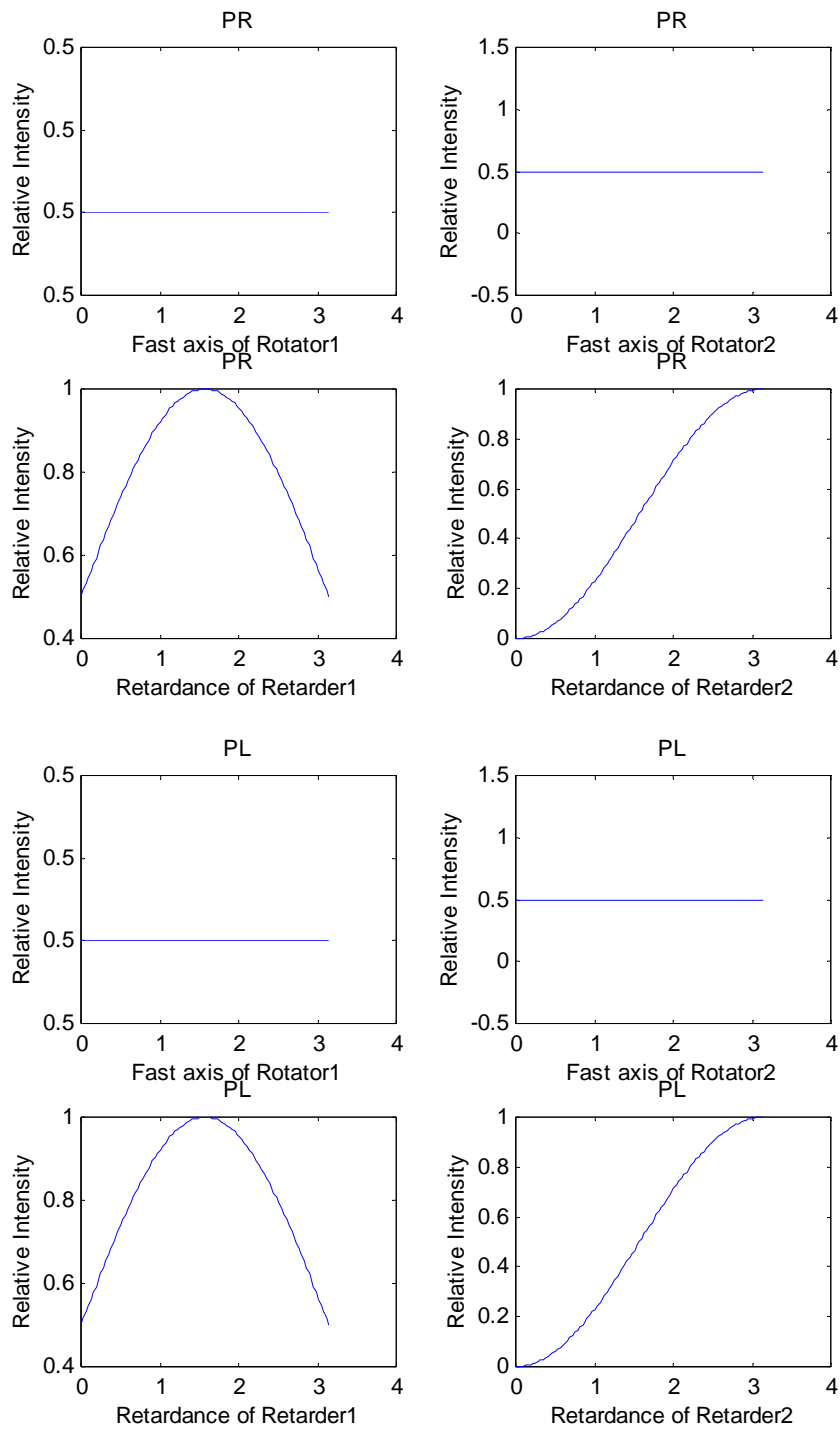 PR
PR
0.5
0.5
0.5
0.5
Relative Intensity
0 1 2 3 4
Fast axis of Rotator1
1.5
1
0.5
0
-0.5
Relative Intensity
0 1 2 3 4
Fast axis of Rotator2
PR
PR
1
0.8
0.6
0.4
Relative Intensity
0 1 2 3 4
Retardance of Retarder1
1
0.8
0.6
0.4
0.2
0
Relative Intensity
0 1 2 3 4
Retardance of Retarder2
PL
PL
0.5
0.5
0.5
0.5
Relative Intensity
0 1 2 3 4
Fast axis of Rotator1
1.5
1
0.5
0
-0.5
Relative Intensity
0 1 2 3 4
Fast axis of Rotator2
PL
PL
1
0.8
0.6
0.4
Relative Intensity
0 1 2 3 4
Retardance of Retarder1
1
0.8
0.6
0.4
0.2
0
Relative Intensity
0 1 2 3 4
Retardance of Retarder2